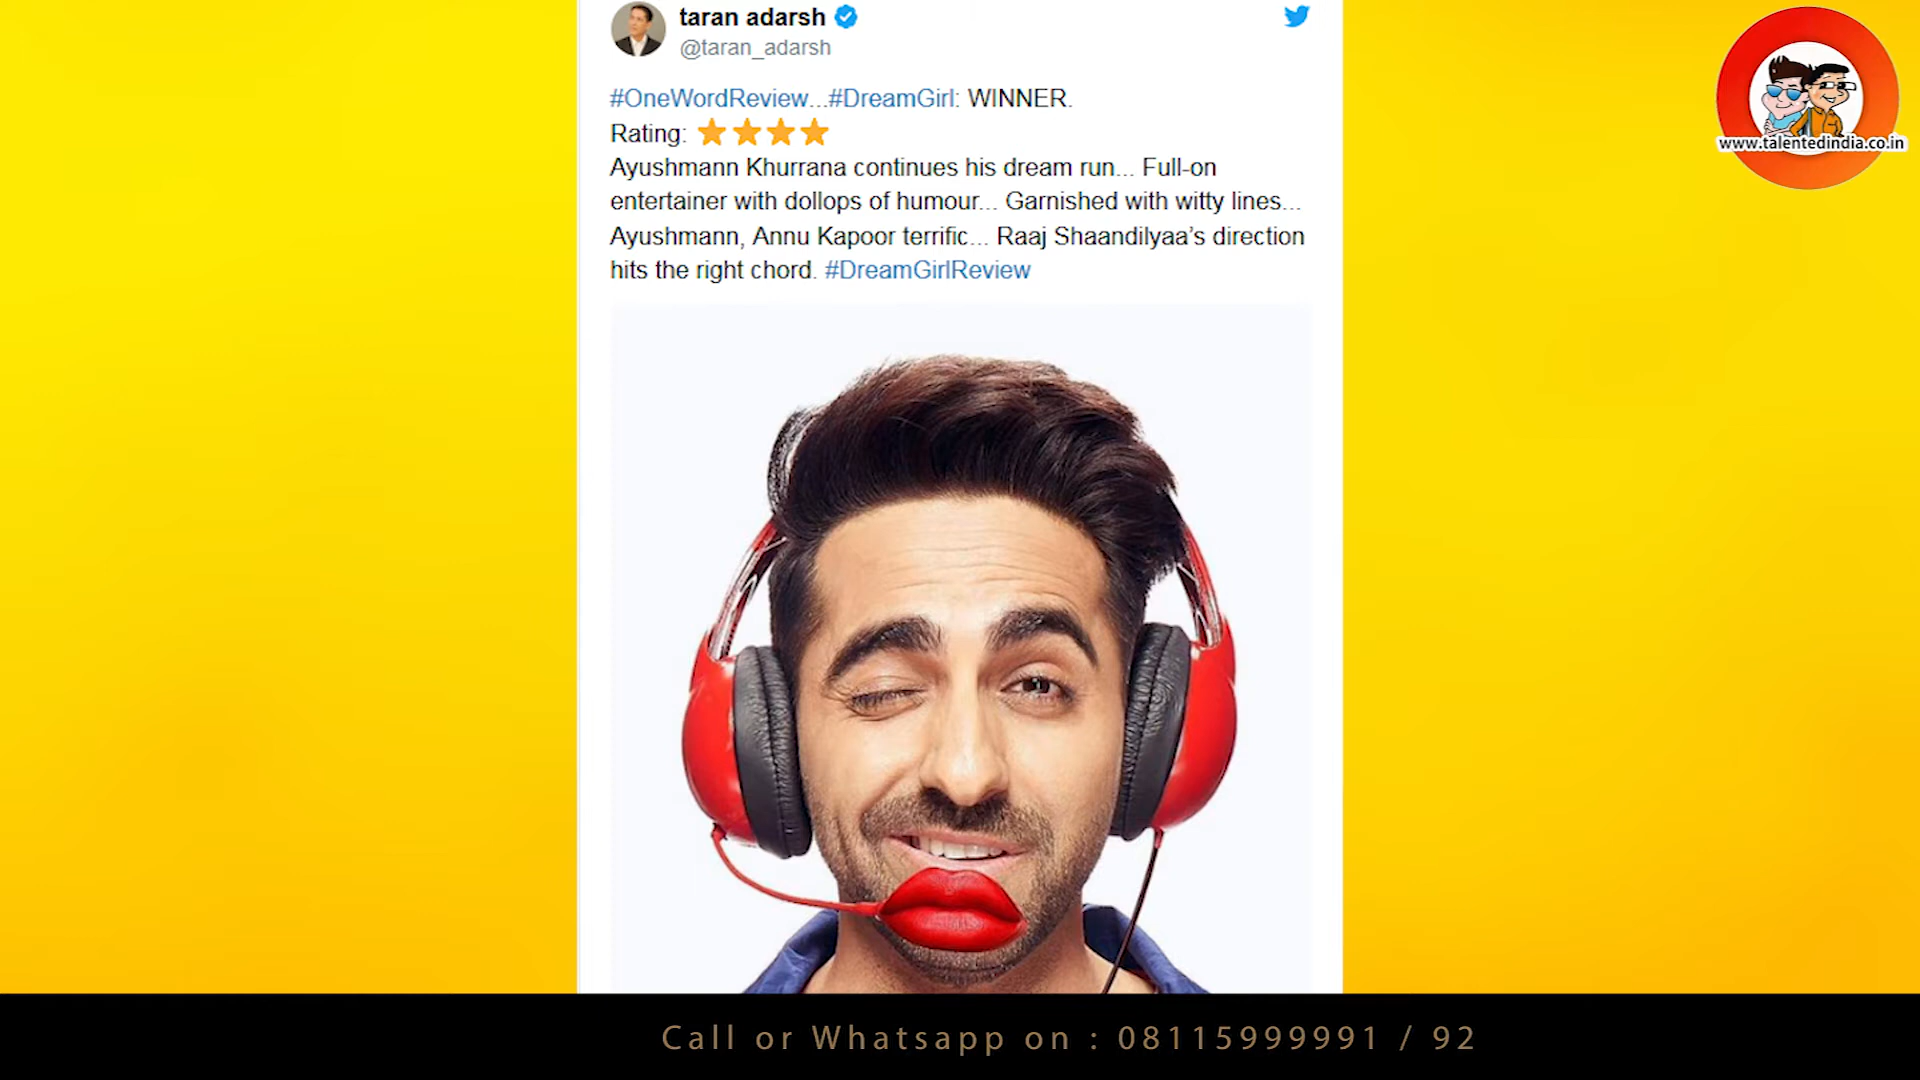 taran adarsh
@taran_adarsh
#OneWordReview...#DreamGirl: WINNER.
Rating: ⭐⭐⭐⭐
Ayushmann Khurrana continues his dream run... Full-on
entertainer with dollops of humour... Garnished with witty lines...
Ayushmann, Annu Kapoor terrific... Raaj Shaandilyaa's direction
hits the right chord. #DreamGirlReview
www.talentedindia.co.in
Call or Whatsapp on : 08115999991 / 92